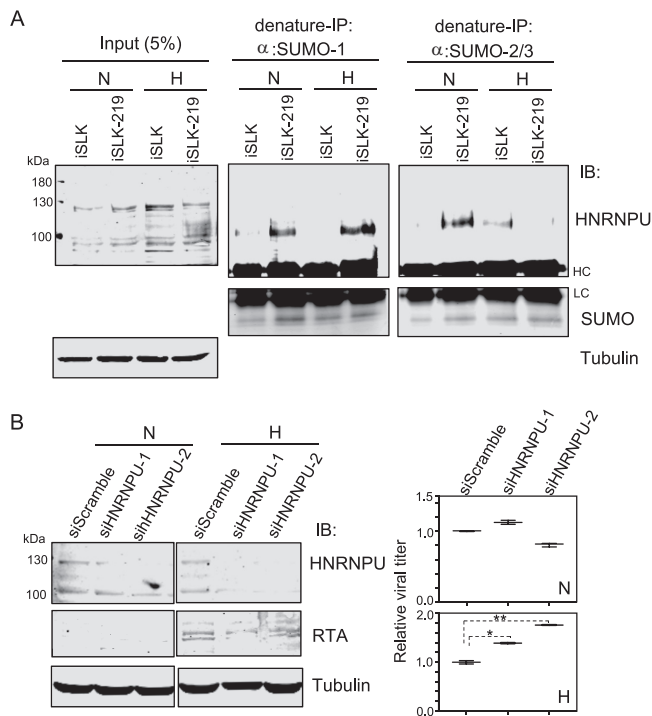 A
Input (5%)
denature-IP:
α:SUMO-1
denature-IP:
α:SUMO-2/3
N H N H N H
iSLK iSLK-219 iSLK iSLK-219 iSLK iSLK-219 iSLK iSLK-219 iSLK iSLK-219 iSLK iSLK-219
kDa
IB:
180
130
HNRNPU
100
HC
LC
SUMO
Tubulin
B
N H
siScramble siHNRNPU-1 sihHNRNPU-2 siScramble siHNRNPU-1 siHNRNPU-2
IB:
kDa
130
HNRNPU
100
RTA
Tubulin
siScramble siHNRNPU-1 siHNRNPU-2
Relative viral titer
1.5
1.0
0.0
N
2.0
**
*
1.0
0.0
H